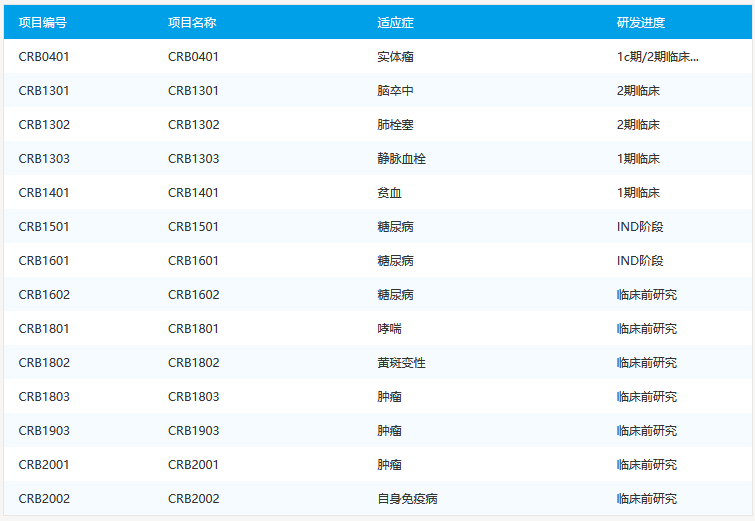 项目编号 项目名称 适应症 研发进度
CRB0401 CRB0401 实体瘤 1c期/2期临床...
CRB1301 CRB1301 脑卒中 2期临床
CRB1302 CRB1302 肺栓塞 2期临床
CRB1303 CRB1303 静脉血栓 1期临床
CRB1401 CRB1401 贫血 1期临床
CRB1501 CRB1501 糖尿病 IND阶段
CRB1601 CRB1601 糖尿病 IND阶段
CRB1602 CRB1602 糖尿病 临床前研究
CRB1801 CRB1801 哮喘 临床前研究
CRB1802 CRB1802 黄斑变性 临床前研究
CRB1803 CRB1803 肿瘤 临床前研究
CRB1903 CRB1903 肿瘤 临床前研究
CRB2001 CRB2001 肿瘤 临床前研究
CRB2002 CRB2002 自身免疫病 临床前研究